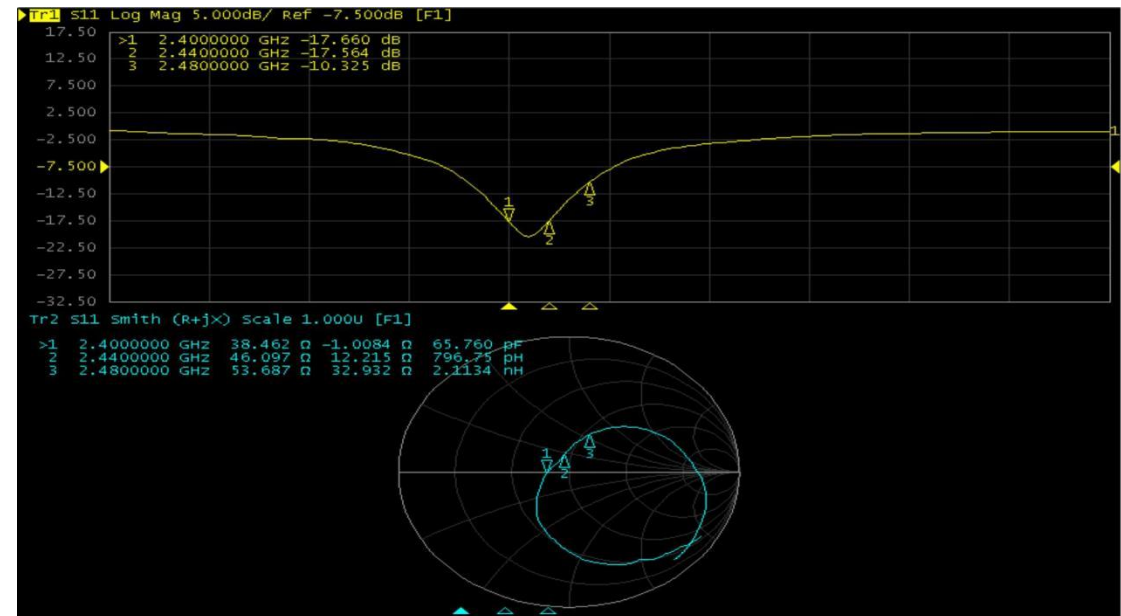 Tr1 S11 Log Mag 5.000dB/ Ref -7.500dB [F1]
17.50
>1 2.4000000 GHz -17.660 dB
2 2.4400000 GHz -17.564 dB
12.50
3 2.4800000 GHz -10.325 dB
7.500
2.500
-2.500
1
-7.500
-12.50
1
3
-17.50
2
-22.50
-27.50
-32.50
Tr2 S11 Smith (R+jX) Scale 1.000U [F1]
>1 2.4000000 GHz 38.462 Ω -1.0084 Ω 65.760 pF
2 2.4400000 GHz 46.097 Ω 12.215 Ω 796.75 pH
3 2.4800000 GHz 53.687 Ω 32.932 Ω 2.1134 nH
1
3
2